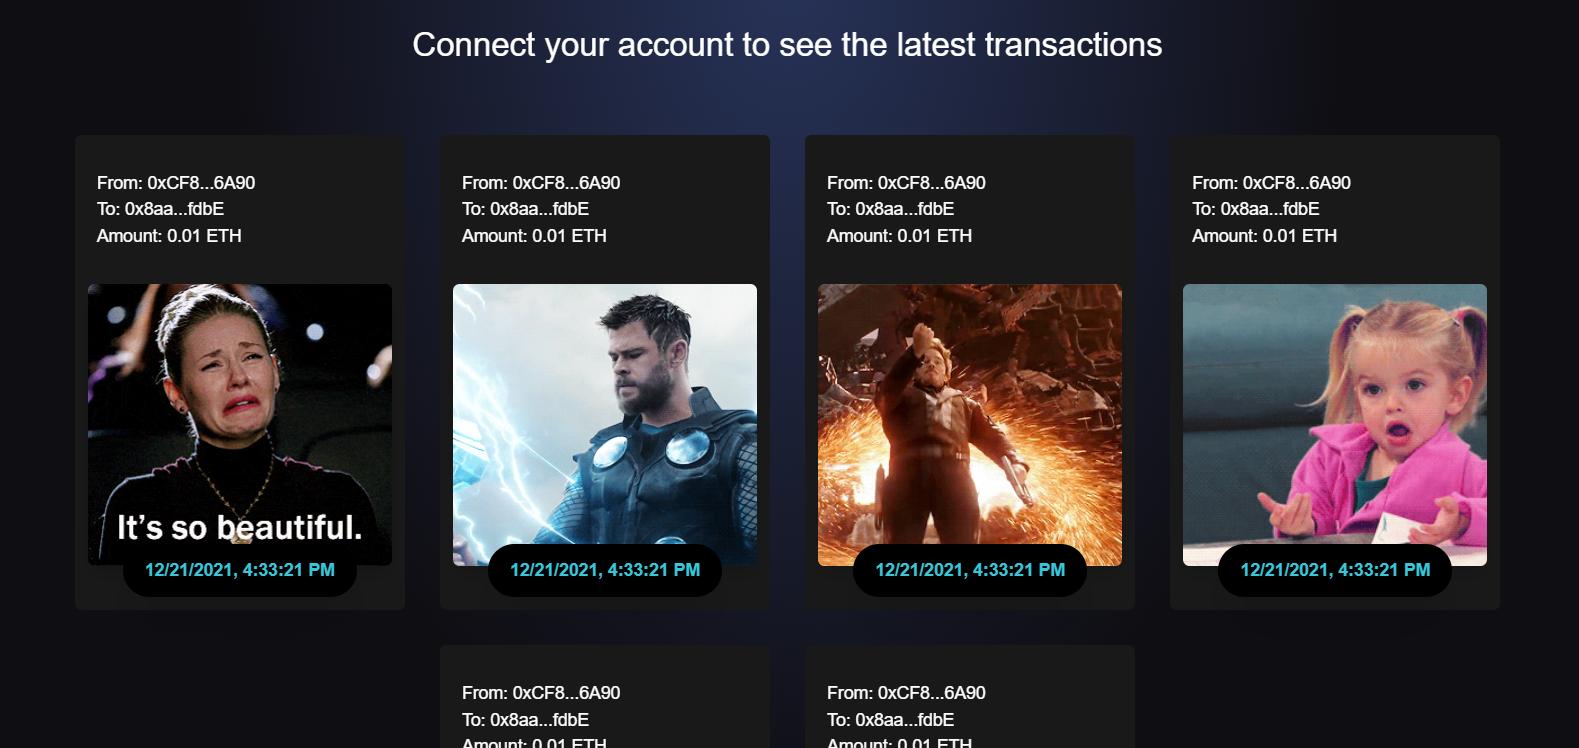 Connect your account to see the latest transactions
From: 0xCF8...6A90
To: 0x8aa...fdbE
Amount: 0.01 ETH
It's so beautiful.
12/21/2021, 4:33:21 PM
From: 0xCF8...6A90
To: 0x8aa...fdbE
Amount: 0.01 ETH
12/21/2021, 4:33:21 PM
From: 0xCF8...6A90
To: 0x8aa...fdbE
Amount: 0.01 ETH
12/21/2021, 4:33:21 PM
From: 0xCF8...6A90
To: 0x8aa...fdbE
Amount: 0.01 ETH
12/21/2021, 4:33:21 PM
From: 0xCF8...6A90
To: 0x8aa...fdbE
Amount: 0.01 ETH
From: 0xCF8...6A90
To: 0x8aa...fdbE
Amount: 0.01 ETH